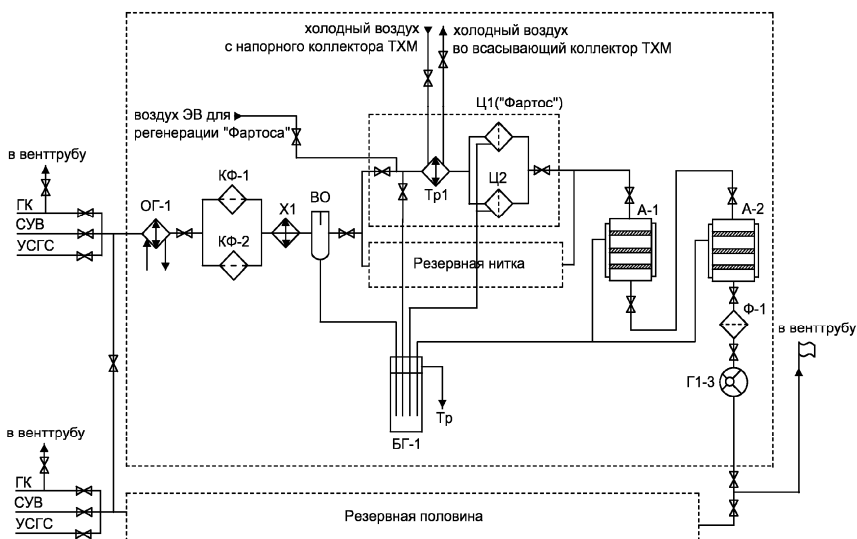 холодный воздух
с напорного коллектора ТХМ
холодный воздух
во всасывающий коллектор ТХМ
воздух ЭВ для
регенерации "Фартоса"
Ц1("Фартос")
Ц2
Тр1
в венттрубу
ГК
СУВ
УСГС
ОГ-1
КФ-1
КФ-2
Х1
ВО
Резервная нитка
А-1
А-2
Ф-1
в венттрубу
Г1-3
Тр
БГ-1
в венттрубу
ГК
СУВ
УСГС
Резервная половина